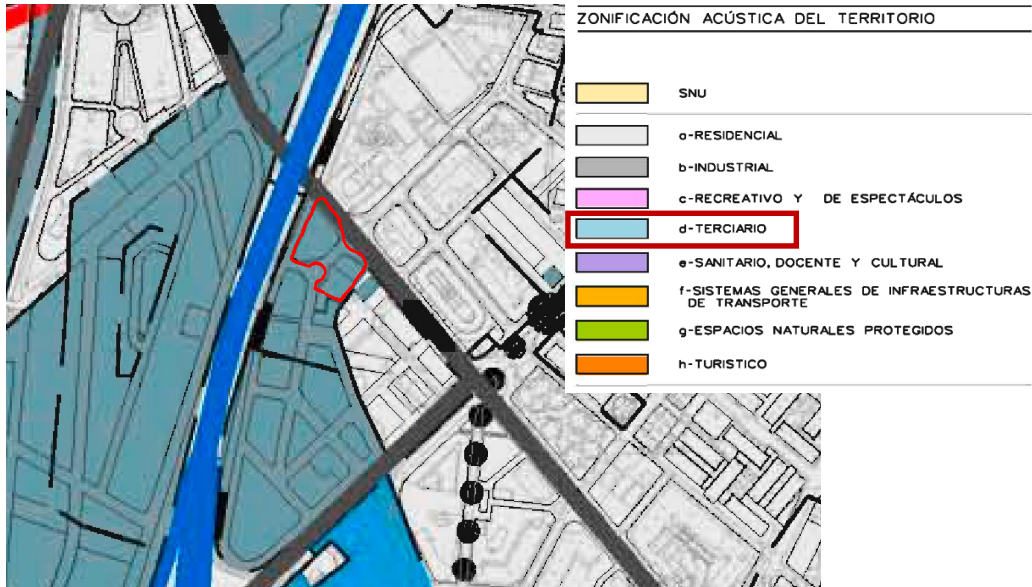 ZONIFICACIÓN ACÚSTICA DEL TERRITORIO
SNU
a-RESIDENCIAL
b-INDUSTRIAL
c-RECREATIVO Y DE ESPECTÁCULOS
d-TERCIARIO
e-SANITARIO, DOCENTE Y CULTURAL
f-SISTEMAS GENERALES DE INFRAESTRUCTURAS
DE TRANSPORTE
g-ESPACIOS NATURALES PROTEGIDOS
h-TURISTICO